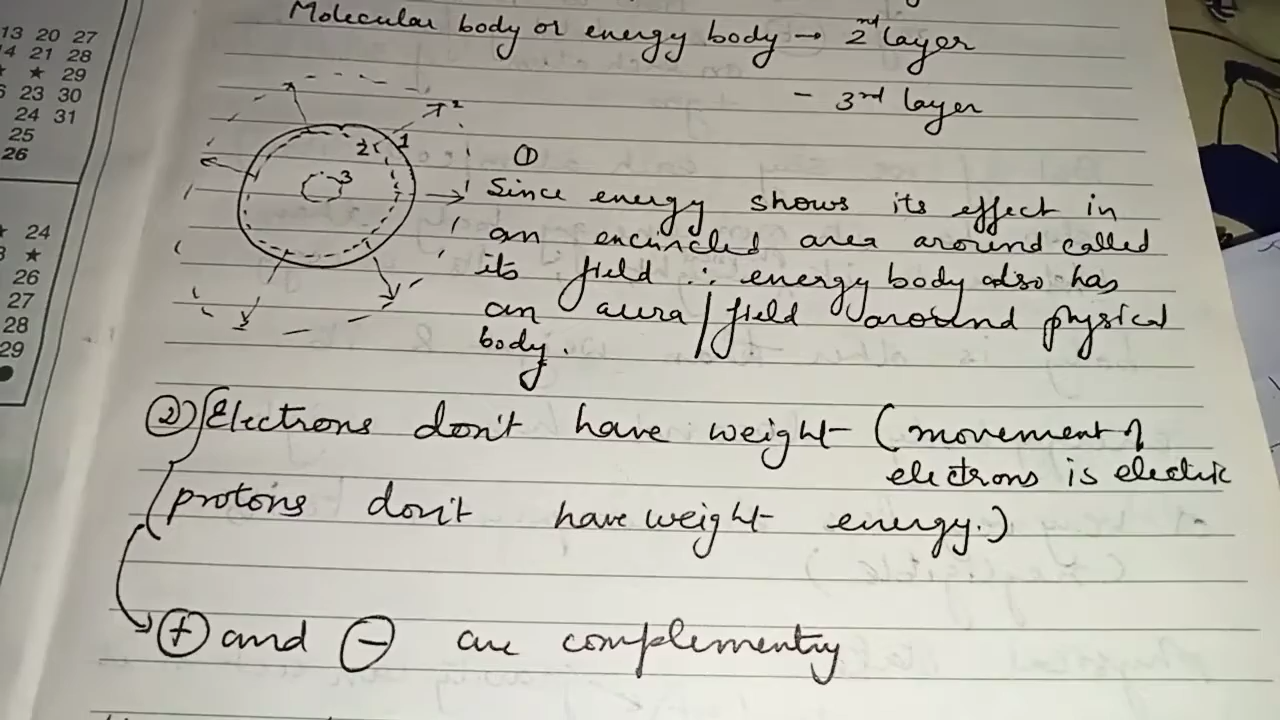 13 20 27
14 21 28
★ 29
23 30
24 31
25
26
★ 24
★
26
27
28
29
Molecular body or energy body → 2nd layer
- 3rd layer
2
1
2
3
①
Since energy shows its effect in
an encircled area around called
its field ∴ energy body also has
an aura/field around physical
body.
② Electrons don't have weight (movement of
electrons is electric
protons don't have weight energy.)
⊕ and ⊖ are complementry